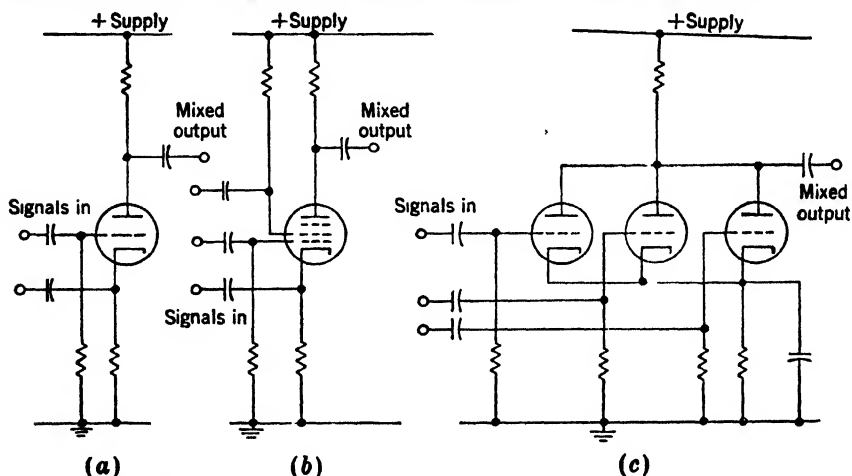 + Supply
+Supply
+Supply
Mixed
output
Mixed
output
Signals in
Signals in
Mixed
output
Signals in
(a)
(b)
(c)